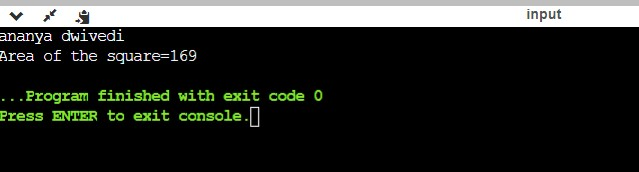 input
ananya dwivedi
Area of the square=169
...Program finished with exit code 0
Press ENTER to exit console.